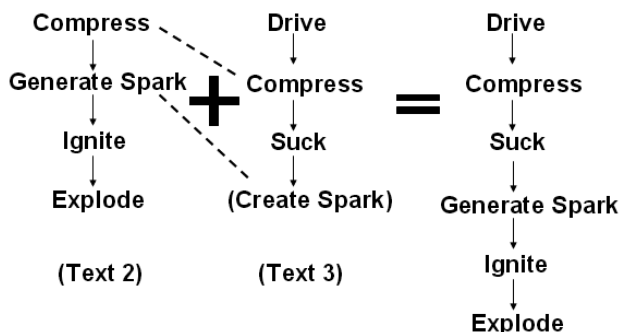 Compress
Generate Spark
Ignite
Explode
(Text 2)
+
Drive
Compress
Suck
(Create Spark)
(Text 3)
=
Drive
Compress
Suck
Generate Spark
Ignite
Explode